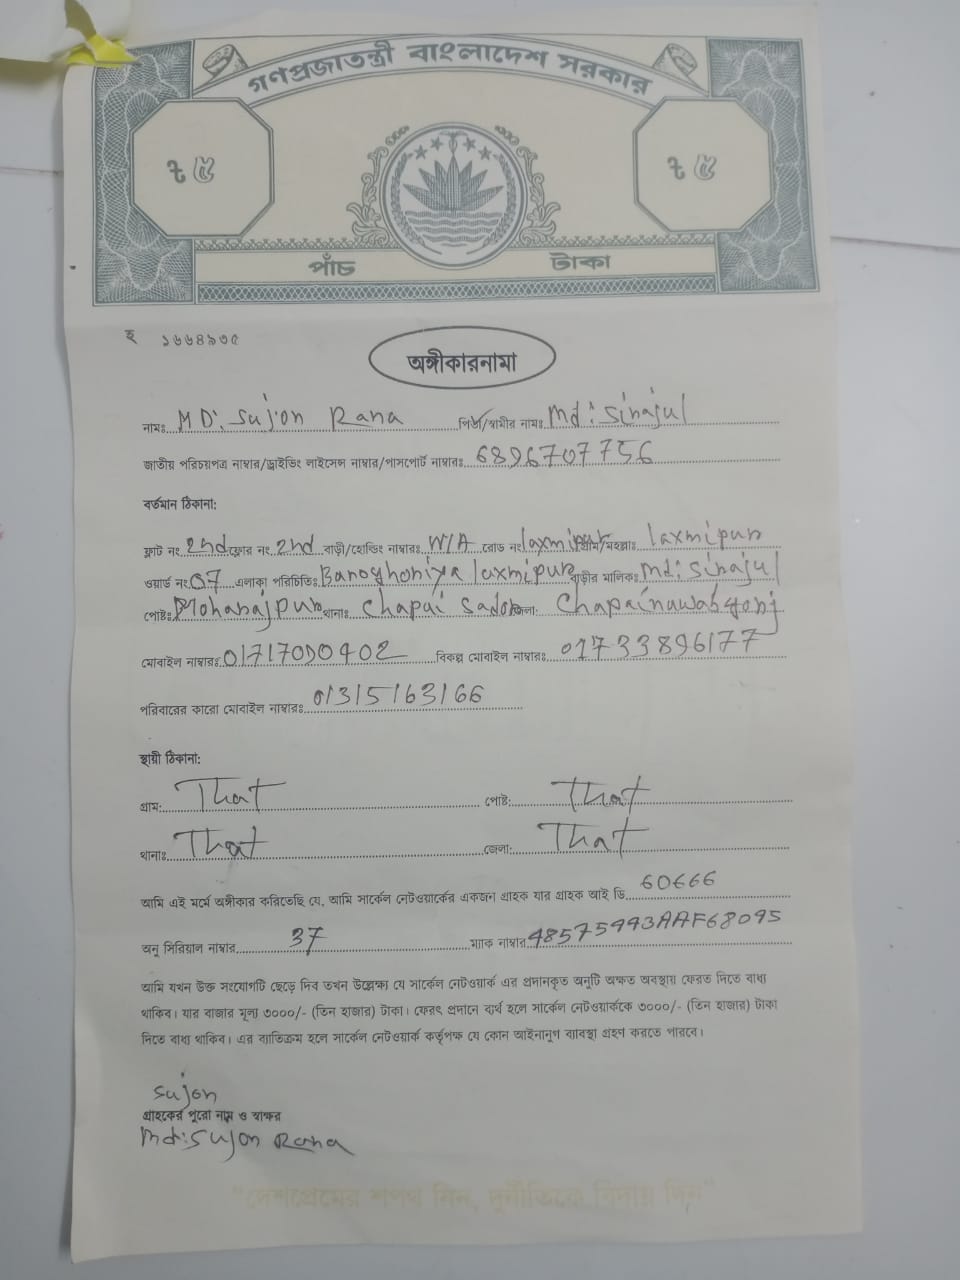 গণপ্রজাতন্ত্রী বাংলাদেশ সরকার
৳ ৫ ৳ ৫
পাঁচ টাকা
হ ১৬৬৪৯৩৫
অঙ্গীকারনামা
নামঃ MD: Sujon Rana পিতা/স্বামীর নামঃ Md: Sirajul
জাতীয় পরিচয়পত্র নাম্বার/ড্রাইভিং লাইসেন্স নাম্বার/পাসপোর্ট নাম্বারঃ 6896707756
বর্তমান ঠিকানা:
ফ্লাট নং 2nd ফ্লোর নং 2nd বাড়ী/হোল্ডিং নাম্বারঃ N/A রোড নং laxmipur গ্রাম/মহল্লাঃ laxmipur
ওয়ার্ড নং 07 এলাকা পরিচিতিঃ Baroghoriya laxmipur বাড়ীর মালিকঃ Md: Sirajul
পোষ্টঃ Moharajpur থানাঃ Chapai Sador জেলা: Chapainawabgonj
মোবাইল নাম্বারঃ 01717090402 বিকল্প মোবাইল নাম্বারঃ 01733896177
পরিবারের কারো মোবাইল নাম্বারঃ 01315163166
স্থায়ী ঠিকানা:
গ্রাম: That পোষ্ট: That
থানাঃ That জেলা: That
আমি এই মর্মে অঙ্গীকার করিতেছি যে, আমি সার্কেল নেটওয়ার্কের একজন গ্রাহক যার গ্রাহক আই ডি 60666
অনু সিরিয়াল নাম্বার 37 ম্যাক নাম্বার 48575443AAF68095
আমি যখন উক্ত সংযোগটি ছেড়ে দিব তখন উল্লেখ্য যে সার্কেল নেটওয়ার্ক এর প্রদানকৃত অনুটি অক্ষত অবস্থায় ফেরত দিতে বাধ্য
থাকিব। যার বাজার মূল্য ৩০০০/- (তিন হাজার) টাকা। ফেরৎ প্রদানে ব্যর্থ হলে সার্কেল নেটওয়ার্ককে ৩০০০/- (তিন হাজার) টাকা
দিতে বাধ্য থাকিব। এর ব্যতিক্রম হলে সার্কেল নেটওয়ার্ক কর্তৃপক্ষ যে কোন আইনানুগ ব্যবস্থা গ্রহণ করতে পারবে।
Sujon
গ্রাহকের পুরো নাম ও স্বাক্ষর
Md: Sujon Rana
"দেশপ্রেমের শপথ নিন, দুর্নীতিকে বিদায় দিন"